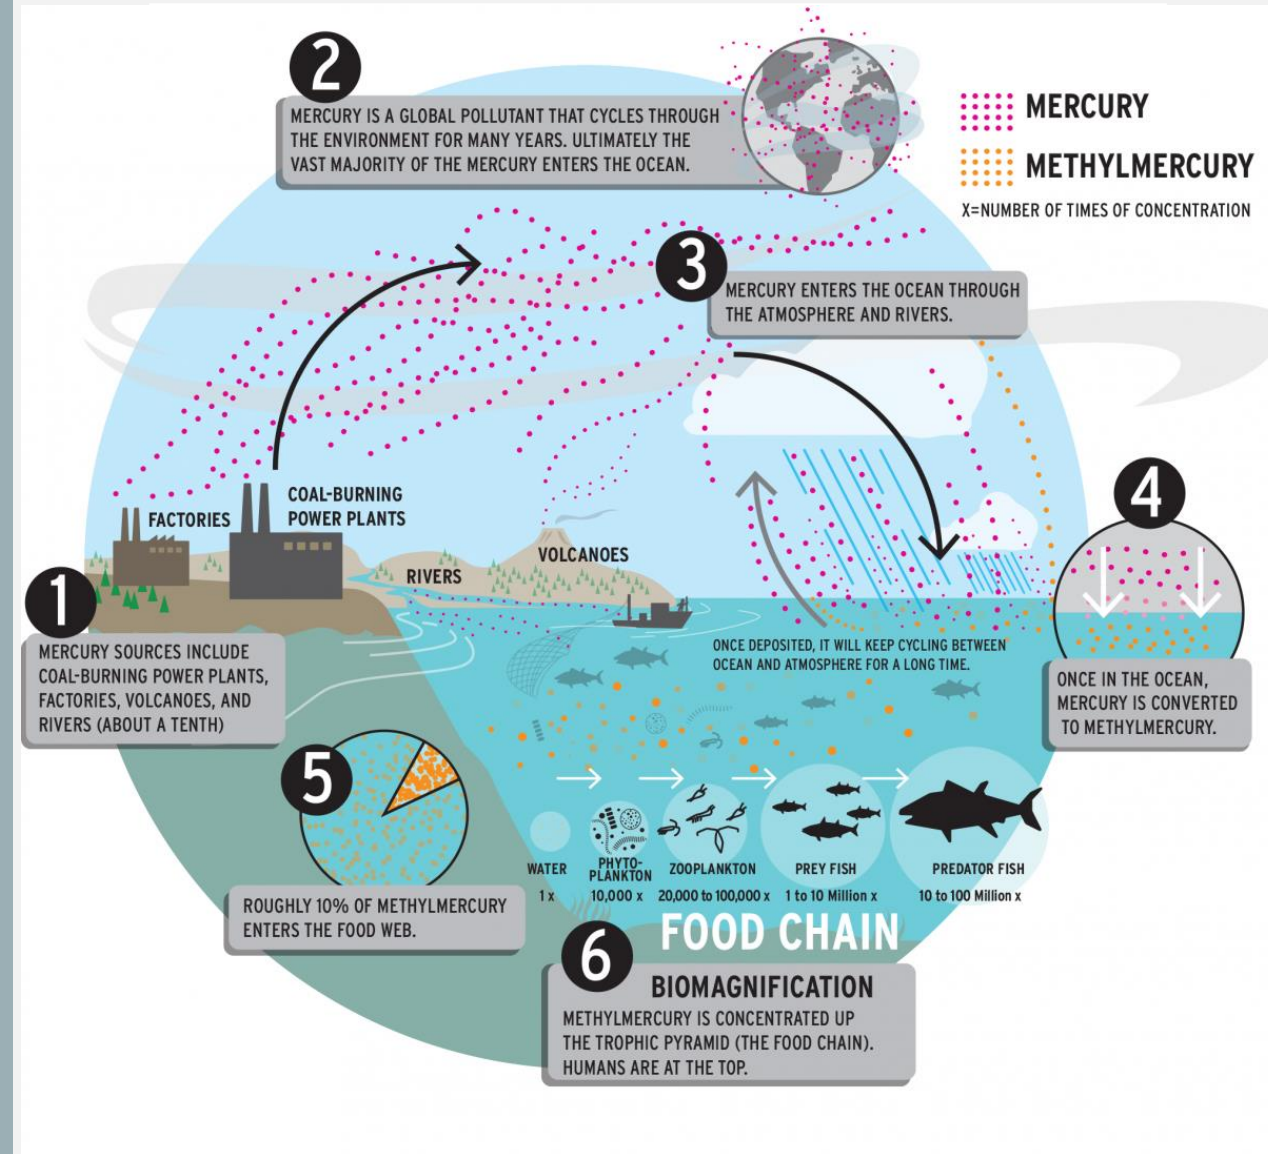 2
MERCURY IS A GLOBAL POLLUTANT THAT CYCLES THROUGH
THE ENVIRONMENT FOR MANY YEARS. ULTIMATELY THE
VAST MAJORITY OF THE MERCURY ENTERS THE OCEAN.
MERCURY
METHYLMERCURY
X=NUMBER OF TIMES OF CONCENTRATION
3
MERCURY ENTERS THE OCEAN THROUGH
THE ATMOSPHERE AND RIVERS.
FACTORIES
COAL-BURNING
POWER PLANTS
RIVERS
VOLCANOES
1
MERCURY SOURCES INCLUDE
COAL-BURNING POWER PLANTS,
FACTORIES, VOLCANOES, AND
RIVERS (ABOUT A TENTH)
ONCE DEPOSITED, IT WILL KEEP CYCLING BETWEEN
OCEAN AND ATMOSPHERE FOR A LONG TIME.
4
ONCE IN THE OCEAN,
MERCURY IS CONVERTED
TO METHYLMERCURY.
5
ROUGHLY 10% OF METHYLMERCURY
ENTERS THE FOOD WEB.
WATER
1 x
PHYTO-
PLANKTON
10,000 x
ZOOPLANKTON
20,000 to 100,000 x
PREY FISH
1 to 10 Million x
PREDATOR FISH
10 to 100 Million x
FOOD CHAIN
6
BIOMAGNIFICATION
METHYLMERCURY IS CONCENTRATED UP
THE TROPHIC PYRAMID (THE FOOD CHAIN).
HUMANS ARE AT THE TOP.